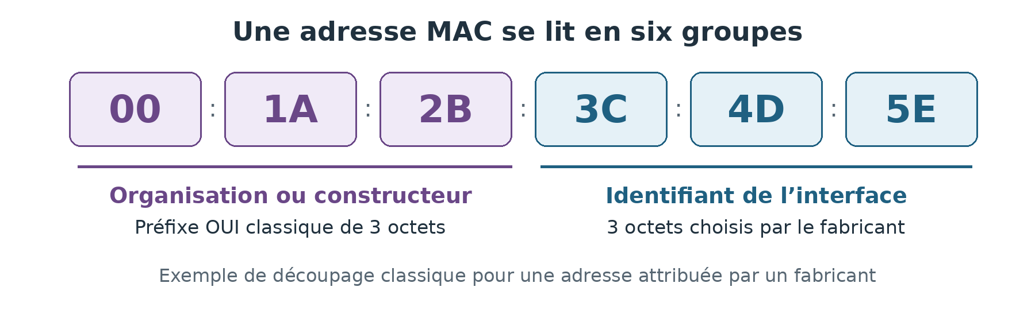 Une adresse MAC se lit en six groupes
00 : 1A : 2B : 3C : 4D : 5E
Organisation ou constructeur
Préfixe OUI classique de 3 octets
Identifiant de l’interface
3 octets choisis par le fabricant
Exemple de découpage classique pour une adresse attribuée par un fabricant